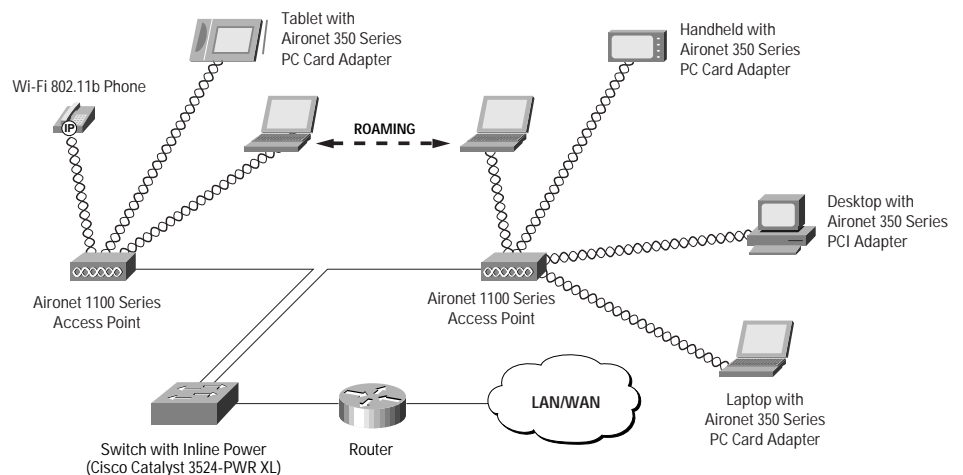 Tablet with
Aironet 350 Series
PC Card Adapter
Handheld with
Aironet 350 Series
PC Card Adapter
Wi-Fi 802.11b Phone
IP
ROAMING
Desktop with
Aironet 350 Series
PCI Adapter
Aironet 1100 Series
Access Point
Aironet 1100 Series
Access Point
LAN/WAN
Laptop with
Aironet 350 Series
PC Card Adapter
Switch with Inline Power
(Cisco Catalyst 3524-PWR XL)
Router